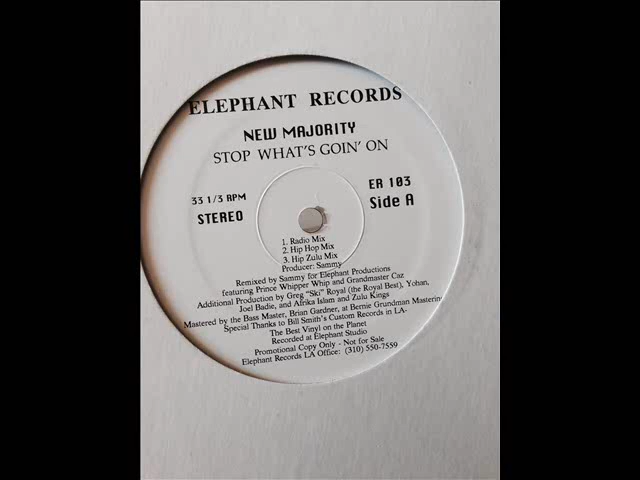 ELEPHANT RECORDS
NEW MAJORITY
STOP WHAT'S GOIN' ON
33 1/3 RPM
STEREO
ER 103
Side A
1. Radio Mix
2. Hip Hop Mix
3. Hip Zulu Mix
Producer: Sammy
Remixed by Sammy for Elephant Productions
featuring Prince Whipper Whip and Grandmaster Caz
Additional Production by Greg "Ski" Royal (the Royal Best), Yohan,
Joel Badie, and Afrika Islam and Zulu Kings
Mastered by the Bass Master, Brian Gardner, at Bernie Grundman Masterin
Special Thanks to Bill Smith's Custom Records in LA-
The Best Vinyl on the Planet
Recorded at Elephant Studio
Promotional Copy Only - Not for Sale
Elephant Records LA Office: (310) 550-7559